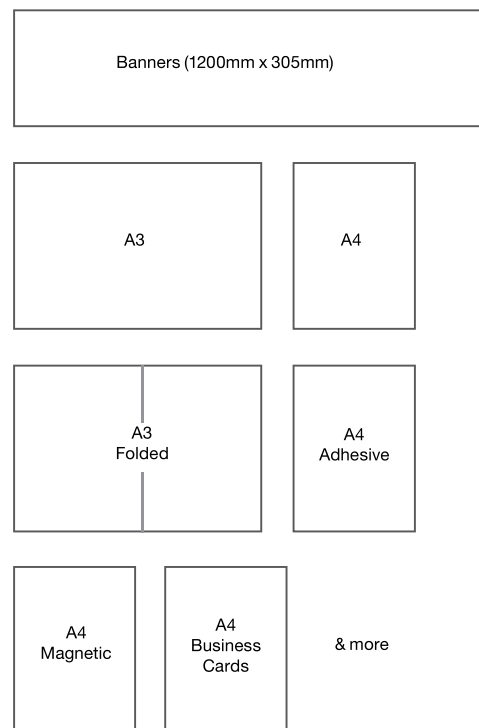 Banners (1200mm x 305mm)
A3
A4
A3
Folded
A4
Adhesive
A4
Magnetic
A4
Business
Cards
& more